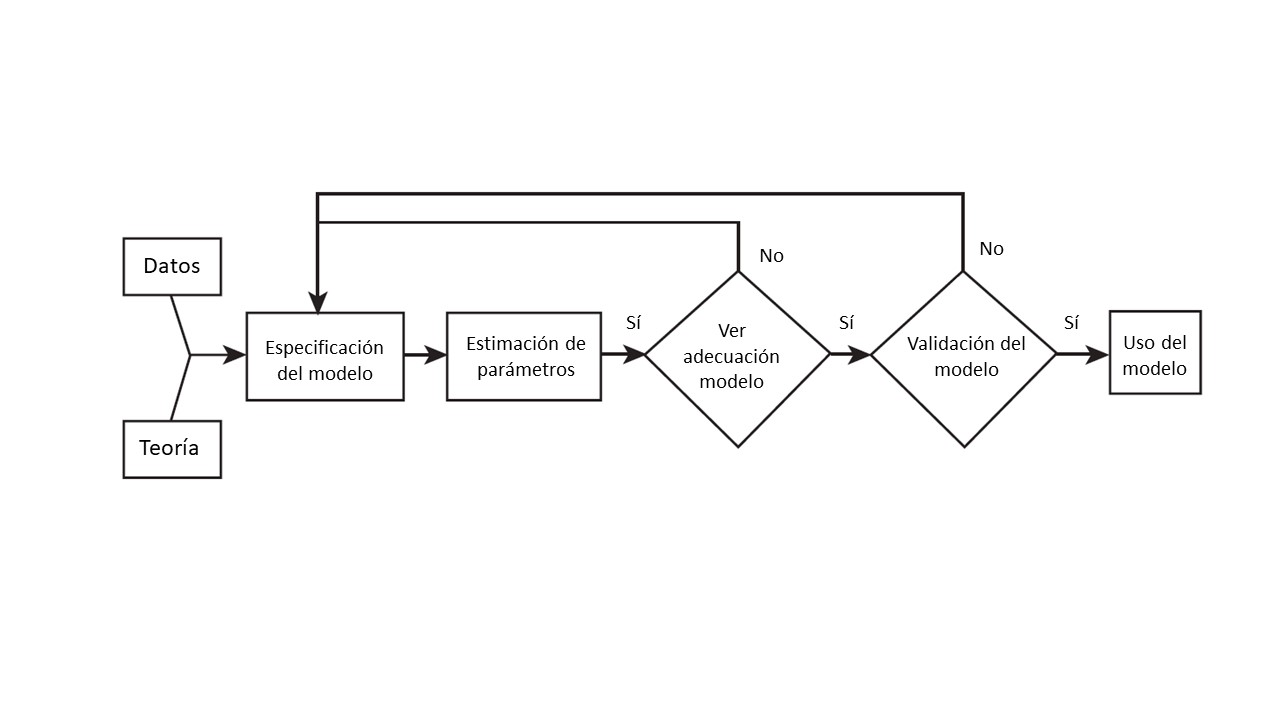 Datos
Teoría
Especificación
del modelo
Estimación de
parámetros
Sí
Ver
adecuación
modelo
No
Sí
Validación del
modelo
No
Sí
Uso del
modelo